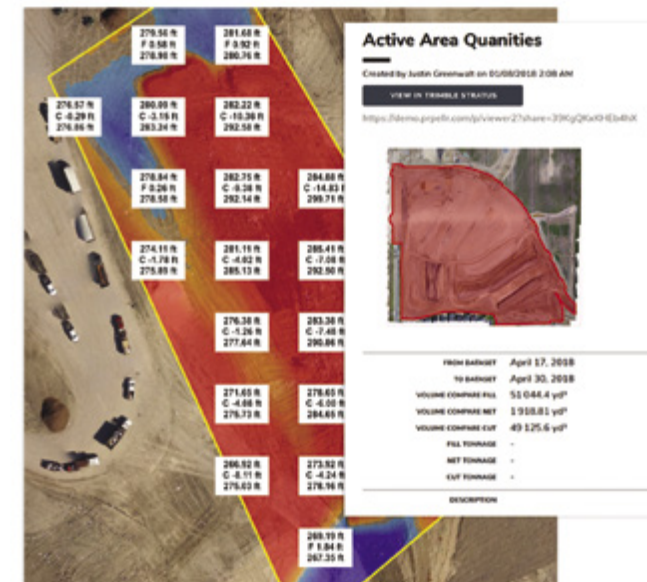 279.56 ft
F 0.58 ft
278.98 ft
281.68 ft
F 0.92 ft
280.76 ft
276.57 ft
C -0.29 ft
276.86 ft
280.09 ft
C -3.15 ft
283.24 ft
282.22 ft
C -10.36 ft
292.58 ft
278.84 ft
F 0.26 ft
278.58 ft
282.75 ft
C -9.38 ft
292.14 ft
284.88 ft
C -14.83 f
299.71 ft
274.11 ft
C -1.78 ft
275.89 ft
281.11 ft
C -4.02 ft
285.13 ft
285.41 ft
C -7.08 ft
292.50 ft
276.38 ft
C -1.26 ft
277.64 ft
283.38 ft
C -7.48 ft
290.86 ft
271.65 ft
C -4.08 ft
275.73 ft
278.65 ft
C -6.00 ft
284.65 ft
266.92 ft
C -8.11 ft
275.03 ft
273.92 ft
C -4.24 ft
278.16 ft
269.19 ft
F 1.84 ft
267.35 ft
Active Area Quanities
Created by Justin Greenwalt on 01/08/2018 2:08 AM
VIEW IN TRIMBLE STRATUS
FROM DATASET April 17, 2018
TO DATASET April 30, 2018
VOLUME COMPARE FILL 51 044.4 yd³
VOLUME COMPARE NET 1 918.81 yd³
VOLUME COMPARE CUT 49 125.6 yd³
FILL TONNAGE -
NET TONNAGE -
CUT TONNAGE -
DESCRIPTION